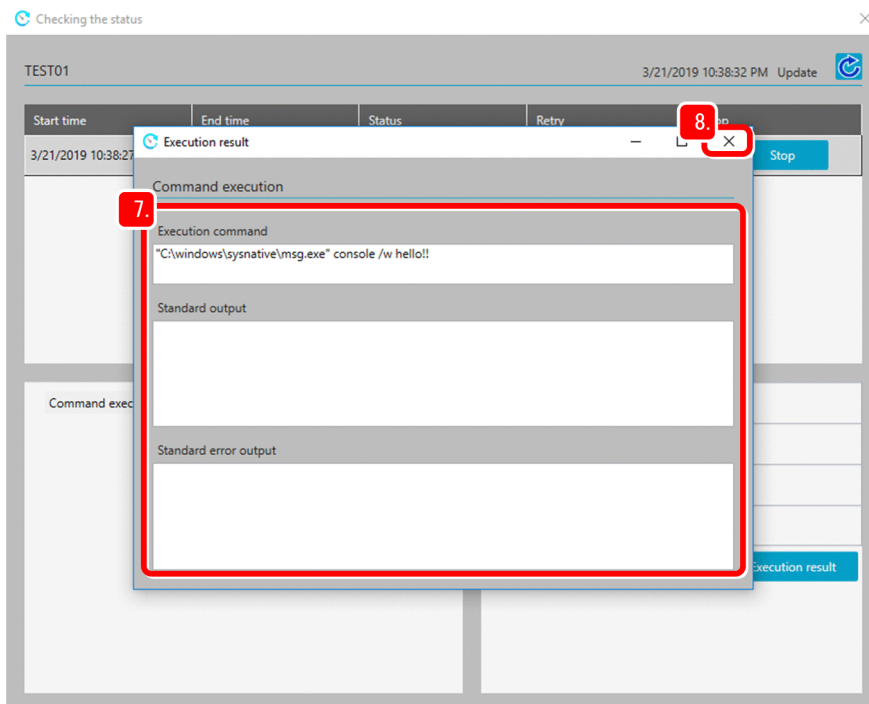 Checking the status
TEST01
3/21/2019 10:38:32 PM Update
Start time End time Status Retry
8.
3/21/2019 10:38:27
Execution result
Stop
Command execution
7.
Execution command
"C:\windows\sysnative\msg.exe" console /w hello!!
Standard output
Command exec
Standard error output
Execution result